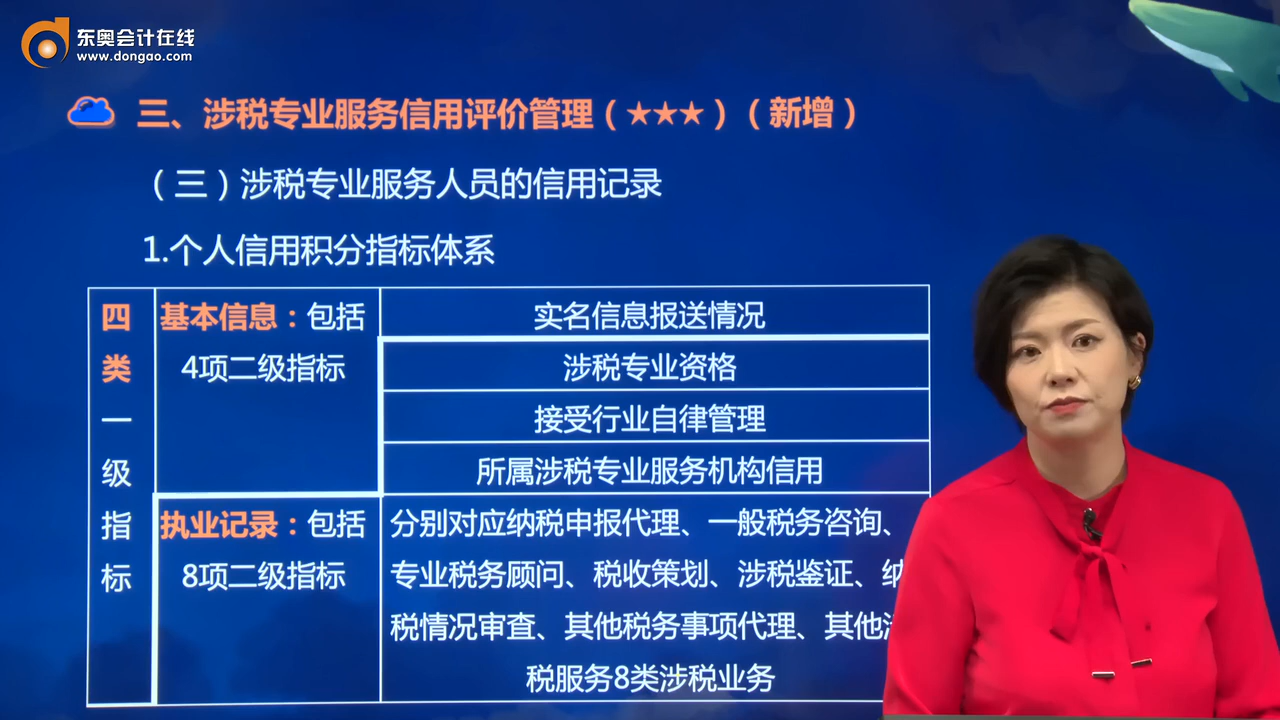 东奥会计在线
www.dongao.com
三、涉税专业服务信用评价管理（★★★）（新增）
（三）涉税专业服务人员的信用记录
1.个人信用积分指标体系
四类一级指标
基本信息：包括
4项二级指标
实名信息报送情况
涉税专业资格
接受行业自律管理
所属涉税专业服务机构信用
执业记录：包括
8项二级指标
分别对应纳税申报代理、一般税务咨询、
专业税务顾问、税收策划、涉税鉴证、纳
税情况审查、其他税务事项代理、其他
税服务8类涉税业务